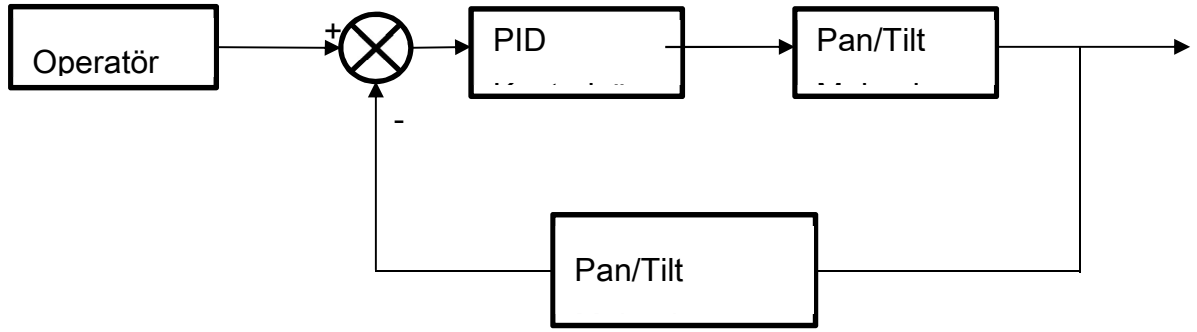 Operatör
+
PID
Pan/Tilt
-
Pan/Tilt